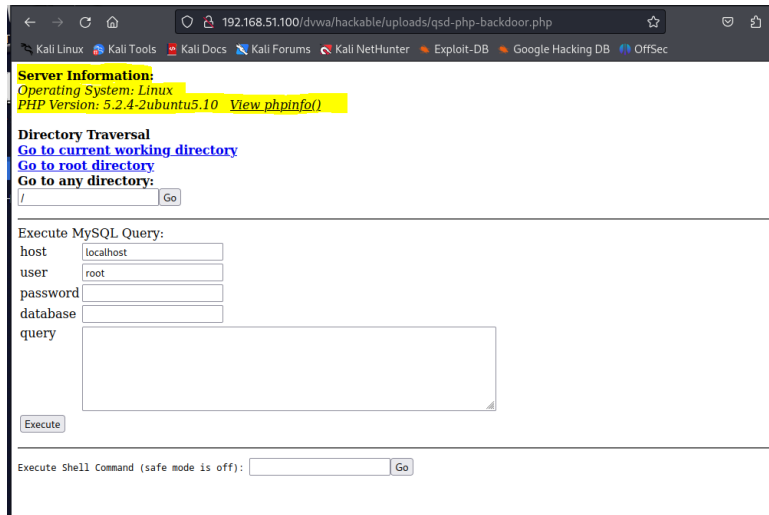 192.168.51.100/dvwa/hackable/uploads/qsd-php-backdoor.php
Kali Linux Kali Tools Kali Docs Kali Forums Kali NetHunter Exploit-DB Google Hacking DB OffSec
Server Information:
Operating System: Linux
PHP Version: 5.2.4-2ubuntu5.10 View phpinfo()
Directory Traversal
Go to current working directory
Go to root directory
Go to any directory:
/ Go
Execute MySQL Query:
host localhost
user root
password
database
query
Execute
Execute Shell Command (safe mode is off): Go